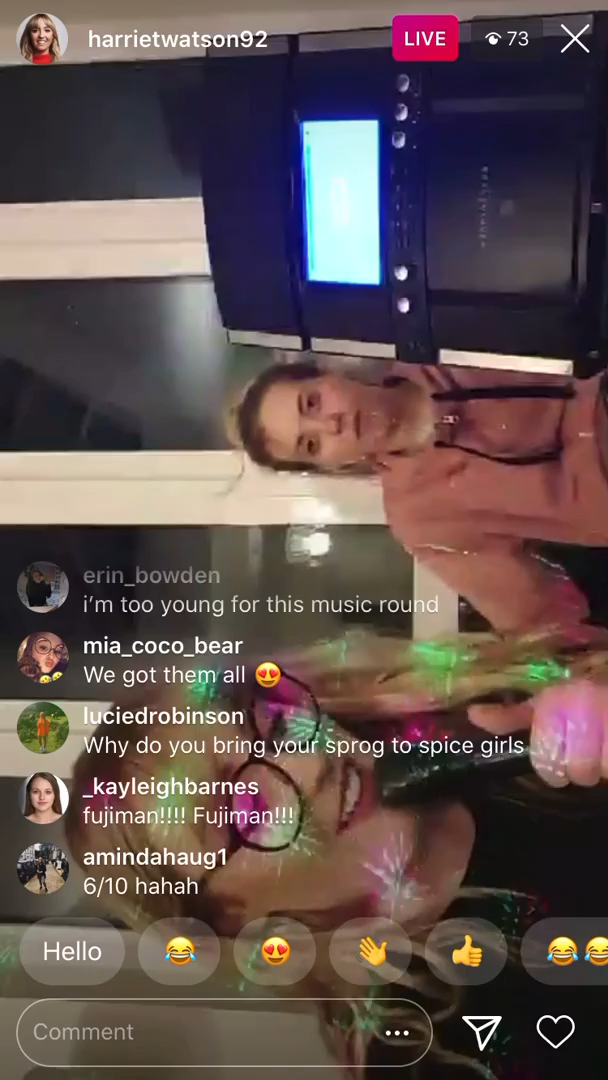 harrietwatson92
LIVE
73
erin_bowden
i'm too young for this music round
mia_coco_bear
We got them all 😍
luciedrobinson
Why do you bring your sprog to spice girls
_kayleighbarnes
fujiman!!!! Fujiman!!!
amindahaug1
6/10 hahah
Hello 😂 😍 👋 👍 😂😂
Comment